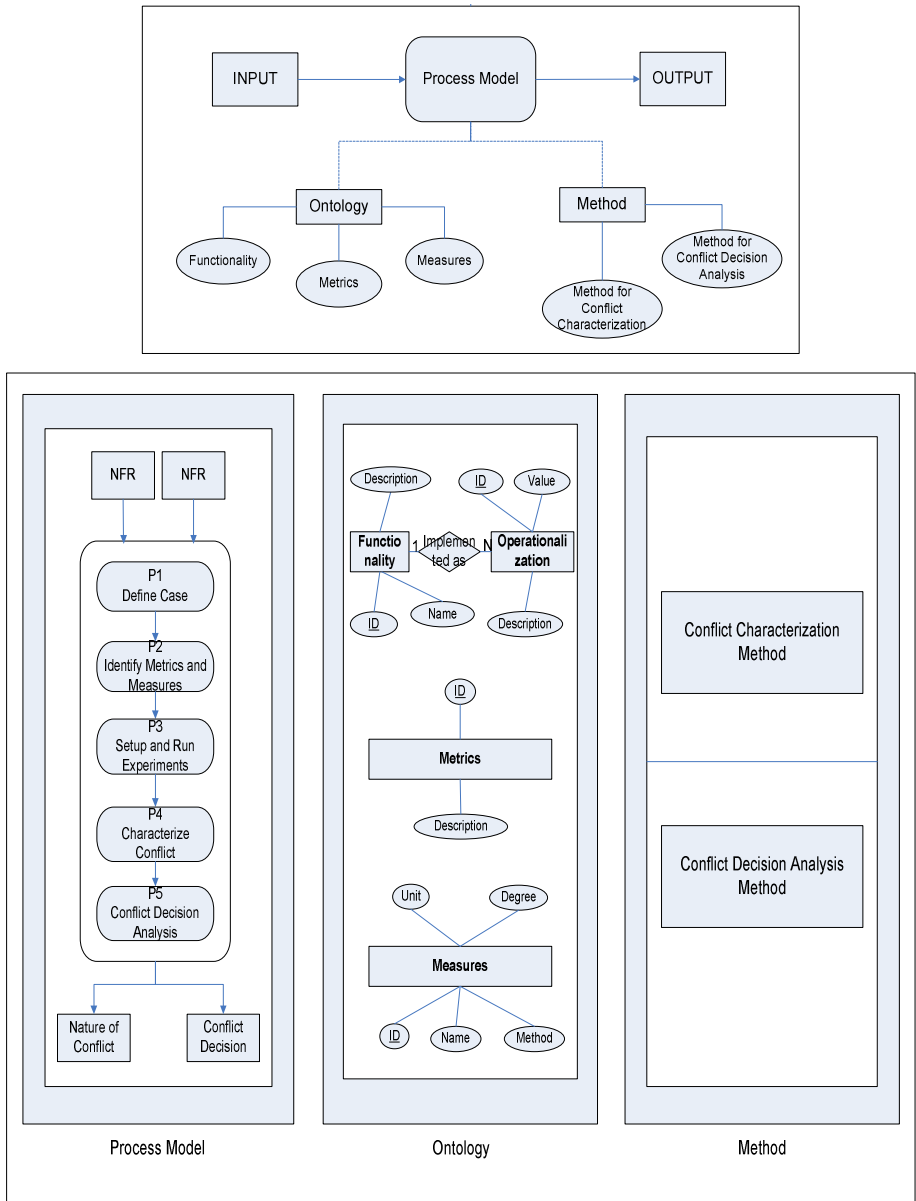 INPUT
Process Model
OUTPUT
Ontology
Method
Functionality
Metrics
Measures
Method for
Conflict
Characterization
Method for
Conflict Decision
Analysis
NFR
NFR
P1
Define Case
P2
Identify Metrics and
Measures
P3
Setup and Run
Experiments
P4
Characterize
Conflict
P5
Conflict Decision
Analysis
Nature of
Conflict
Conflict
Decision
Process Model
Description
ID
Value
Functio
nality
1
Implemen
ted as
N
Operationali
zation
ID
Name
Description
ID
Metrics
Description
Unit
Degree
Measures
ID
Name
Method
Ontology
Conflict Characterization
Method
Conflict Decision Analysis
Method
Method